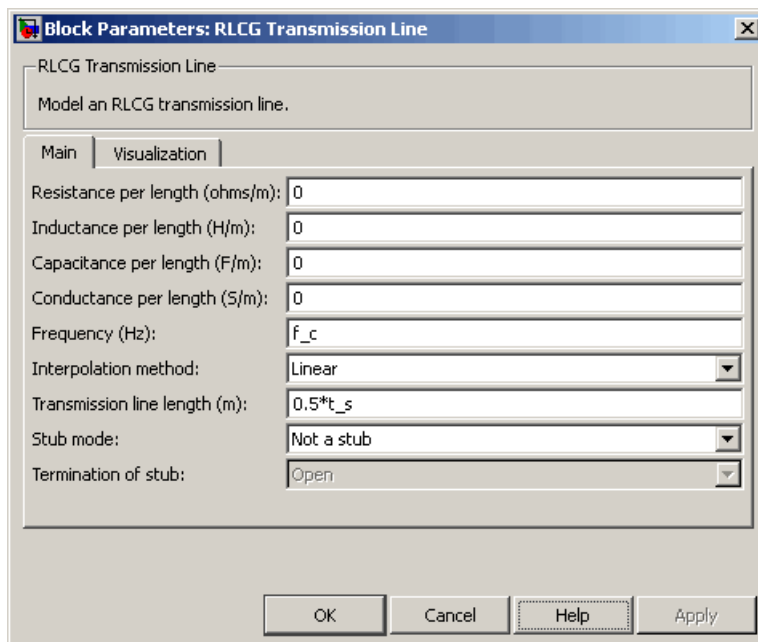 Block Parameters: RLCG Transmission Line
RLCG Transmission Line
Model an RLCG transmission line.
Main Visualization
Resistance per length (ohms/m): 0
Inductance per length (H/m): 0
Capacitance per length (F/m): 0
Conductance per length (S/m): 0
Frequency (Hz): f_c
Interpolation method: Linear
Transmission line length (m): 0.5*t_s
Stub mode: Not a stub
Termination of stub: Open
OK Cancel Help Apply